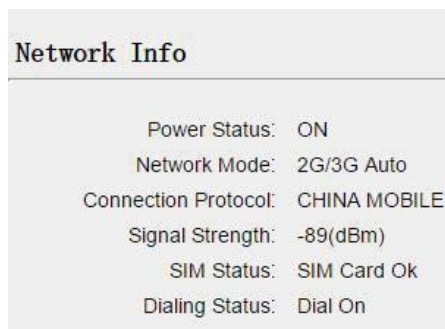 Network Info
Power Status: ON
Network Mode: 2G/3G Auto
Connection Protocol: CHINA MOBILE
Signal Strength: -89(dBm)
SIM Status: SIM Card Ok
Dialing Status: Dial On